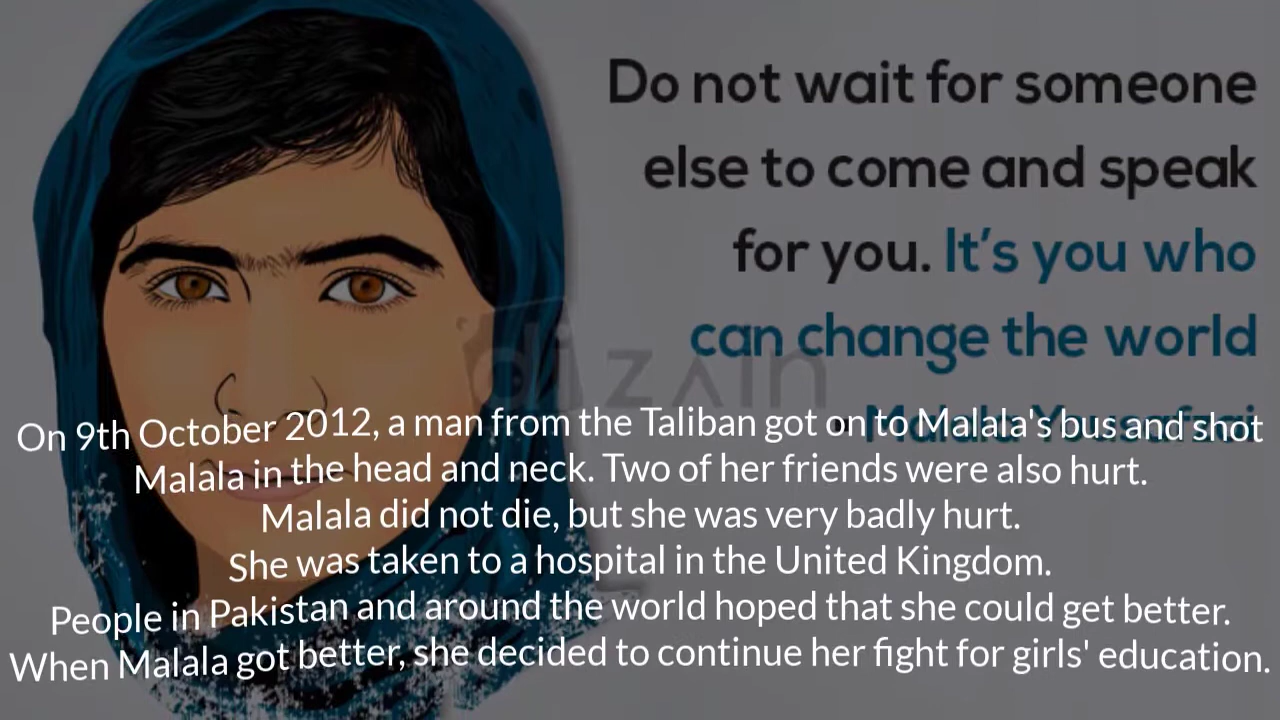 Do not wait for someone
else to come and speak
for you. It's you who
can change the world
dizain
- Malala Yousafzai
On 9th October 2012, a man from the Taliban got on to Malala's bus and shot
Malala in the head and neck. Two of her friends were also hurt.
Malala did not die, but she was very badly hurt.
She was taken to a hospital in the United Kingdom.
People in Pakistan and around the world hoped that she could get better.
When Malala got better, she decided to continue her fight for girls' education.